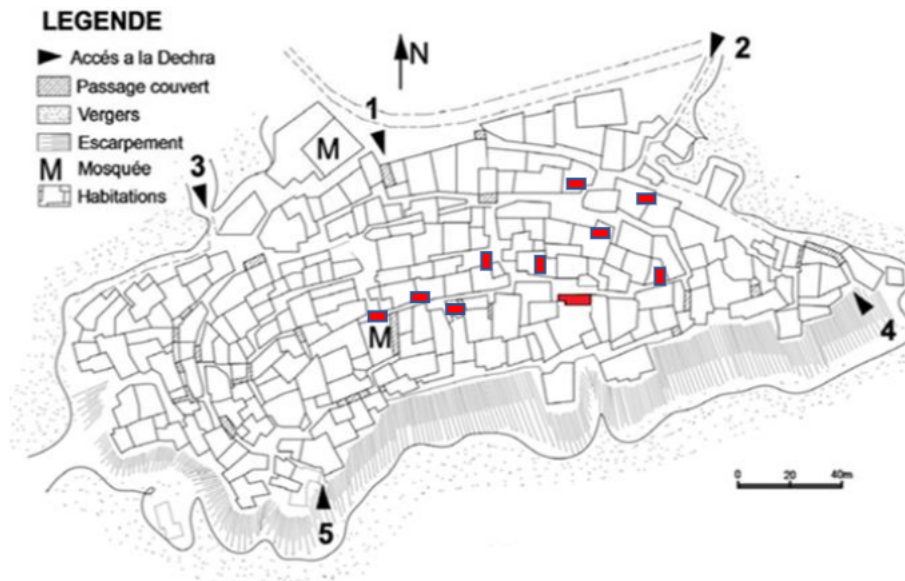 LEGENDE
Accés a la Dechra
Passage couvert
Vergers
Escarpement
M Mosquée
Habitations
N
1
2
3
M
M
4
5
0 20 40m